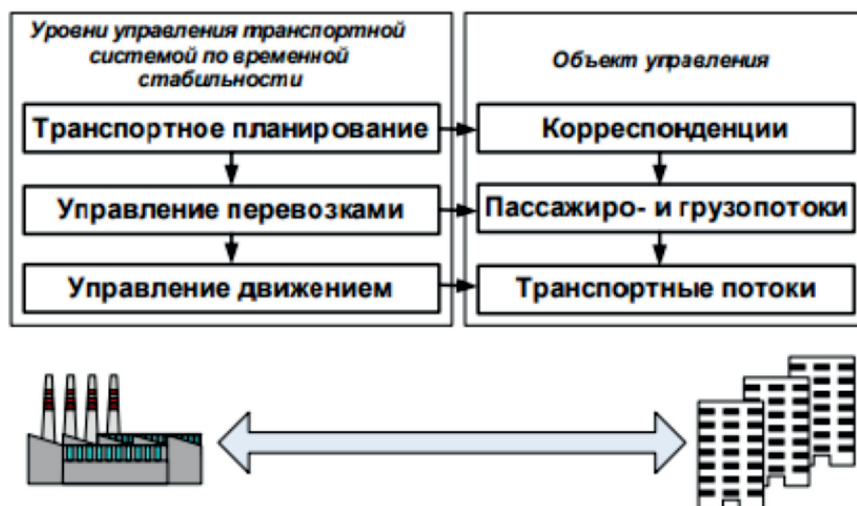 Уровни управления транспортной
системой по временной
стабильности
Объект управления
Транспортное планирование
Корреспонденции
Управление перевозками
Пассажиро- и грузопотоки
Управление движением
Транспортные потоки